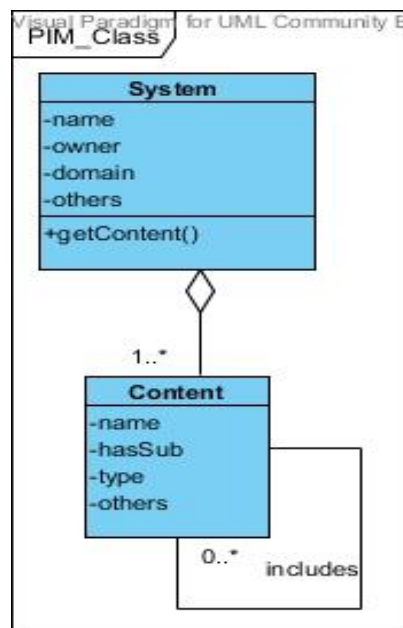 Visual Paradigm for UML Community E
PIM_Class
System
-name
-owner
-domain
-others
+getContent()
1..*
Content
-name
-hasSub
-type
-others
0..*
includes